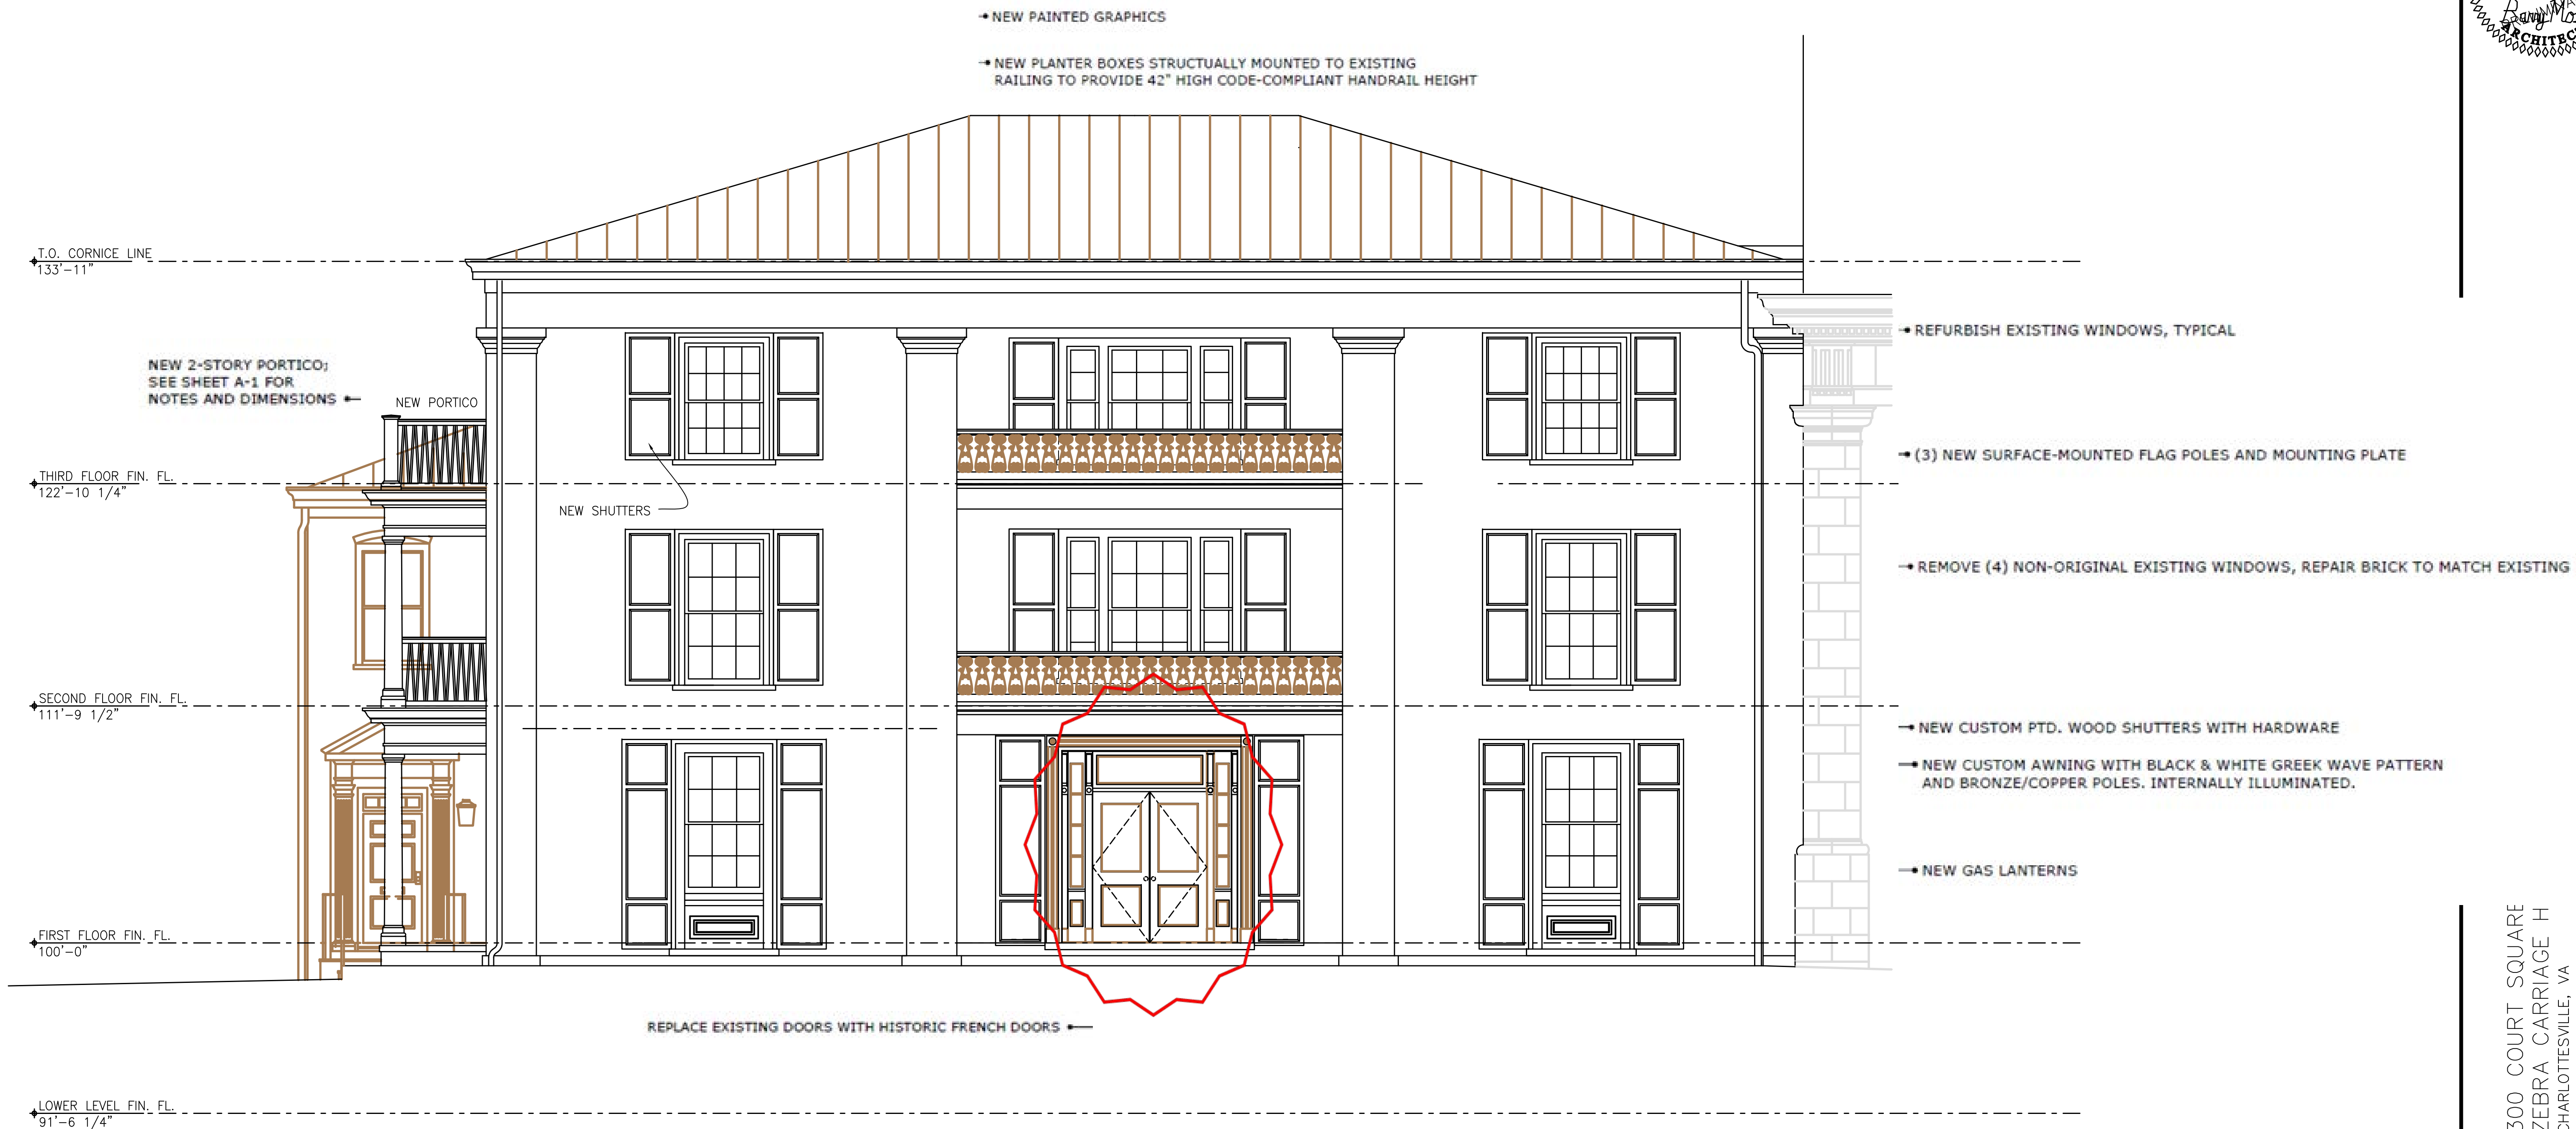 NEW PAINTED GRAPHICS
NEW PLANTER BOXES STRUCTUALLY MOUNTED TO EXISTING
RAILING TO PROVIDE 42" HIGH CODE-COMPLIANT HANDRAIL HEIGHT
ARCHITEC
T.O. CORNICE LINE
133'-11"
REFURBISH EXISTING WINDOWS, TYPICAL
NEW 2-STORY PORTICO;
SEE SHEET A-1 FOR
NOTES AND DIMENSIONS
NEW PORTICO
(3) NEW SURFACE-MOUNTED FLAG POLES AND MOUNTING PLATE
THIRD FLOOR FIN. FL.
122'-10 1/4"
NEW SHUTTERS
REMOVE (4) NON-ORIGINAL EXISTING WINDOWS, REPAIR BRICK TO MATCH EXISTING
SECOND FLOOR FIN. FL.
111'-9 1/2"
NEW CUSTOM PTD. WOOD SHUTTERS WITH HARDWARE
NEW CUSTOM AWNING WITH BLACK & WHITE GREEK WAVE PATTERN
AND BRONZE/COPPER POLES. INTERNALLY ILLUMINATED.
NEW GAS LANTERNS
FIRST FLOOR FIN. FL.
100'-0"
REPLACE EXISTING DOORS WITH HISTORIC FRENCH DOORS
LOWER LEVEL FIN. FL.
91'-6 1/4"
300 COURT SQUARE
ZEBRA CARRIAGE H
CHARLOTTESVILLE, VA